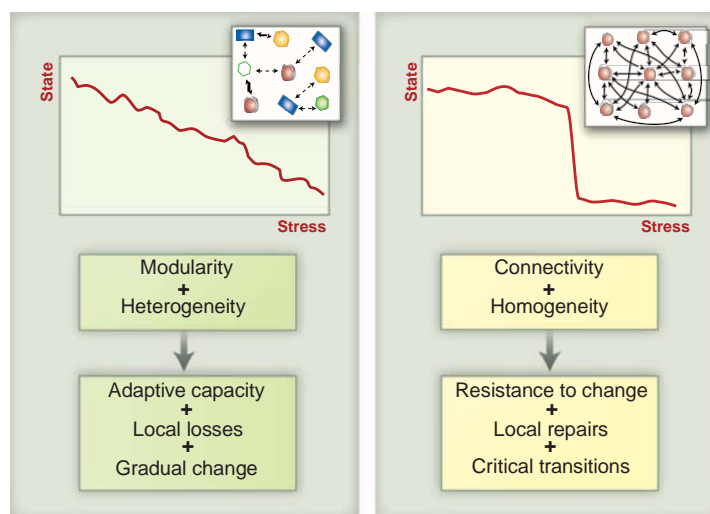 State
Stress
Modularity
+
Heterogeneity
Adaptive capacity
+
Local losses
+
Gradual change
State
Stress
Connectivity
+
Homogeneity
Resistance to change
+
Local repairs
+
Critical transitions